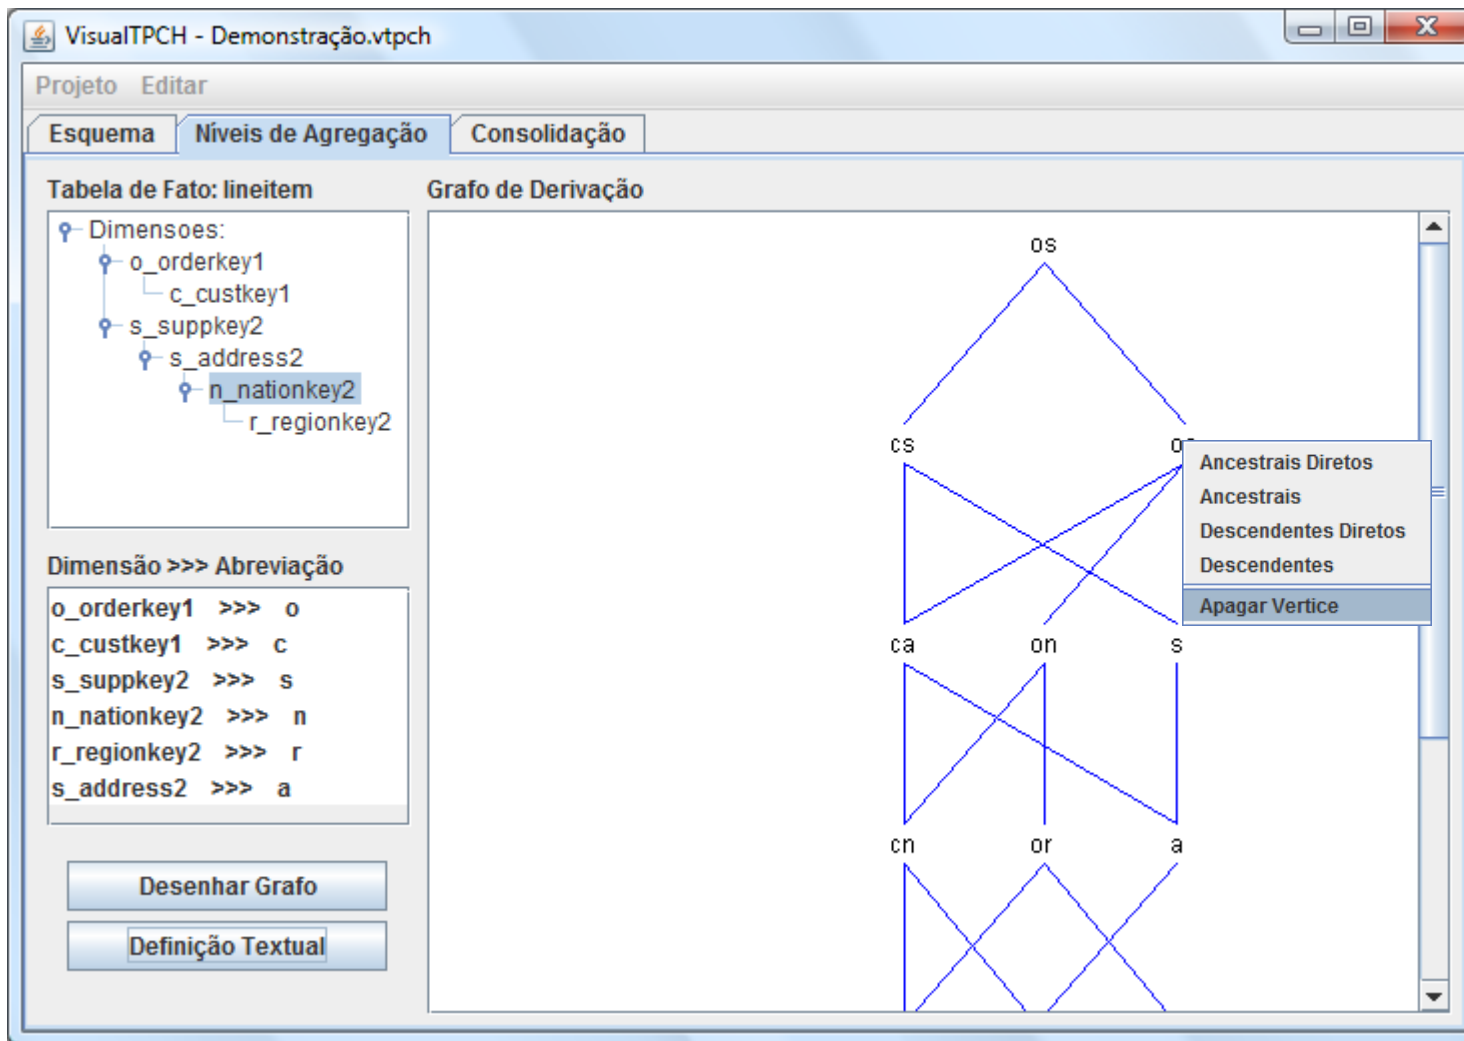 VisualTPCH - Demonstração.vtpch
Projeto Editar
Esquema Níveis de Agregação Consolidação
Tabela de Fato: lineitem
Dimensoes:
o_orderkey1
c_custkey1
s_suppkey2
s_address2
n_nationkey2
r_regionkey2
Dimensão >>> Abreviação
o_orderkey1 >>> o
c_custkey1 >>> c
s_suppkey2 >>> s
n_nationkey2 >>> n
r_regionkey2 >>> r
s_address2 >>> a
Desenhar Grafo
Definição Textual
Grafo de Derivação
os
cs
Ancestrais Diretos
Ancestrais
Descendentes Diretos
Descendentes
Apagar Vertice
ca on s
cn or a